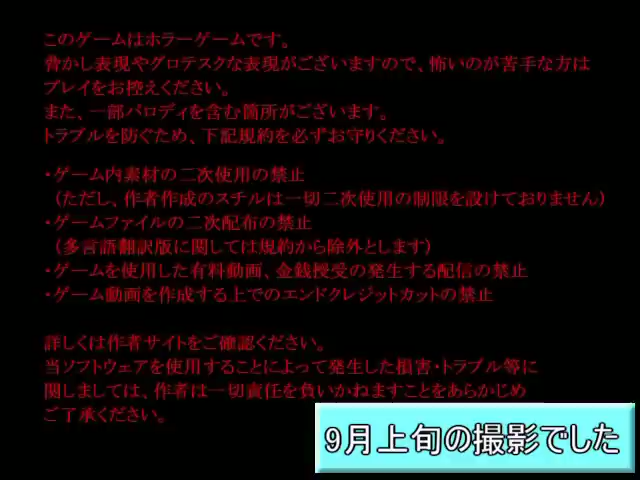 このゲームはホラーゲームです。
脅かし表現やグロテスクな表現がございますので、怖いのが苦手な方は
プレイをお控えください。
また、一部パロディを含む箇所がございます。
トラブルを防ぐため、下記規約を必ずお守りください。
・ゲーム内素材の二次使用の禁止
（ただし、作者作成のスチルは一切二次使用の制限を設けておりません）
・ゲームファイルの二次配布の禁止
（多言語翻訳版に関しては規約から除外とします）
・ゲームを使用した有料動画、金銭授受の発生する配信の禁止
・ゲーム動画を作成する上でのエンドクレジットカットの禁止
詳しくは作者サイトをご確認ください。
当ソフトウェアを使用することによって発生した損害・トラブル等に
関しましては、作者は一切責任を負いかねますことをあらかじめ
ご了承ください。
9月上旬の撮影でした